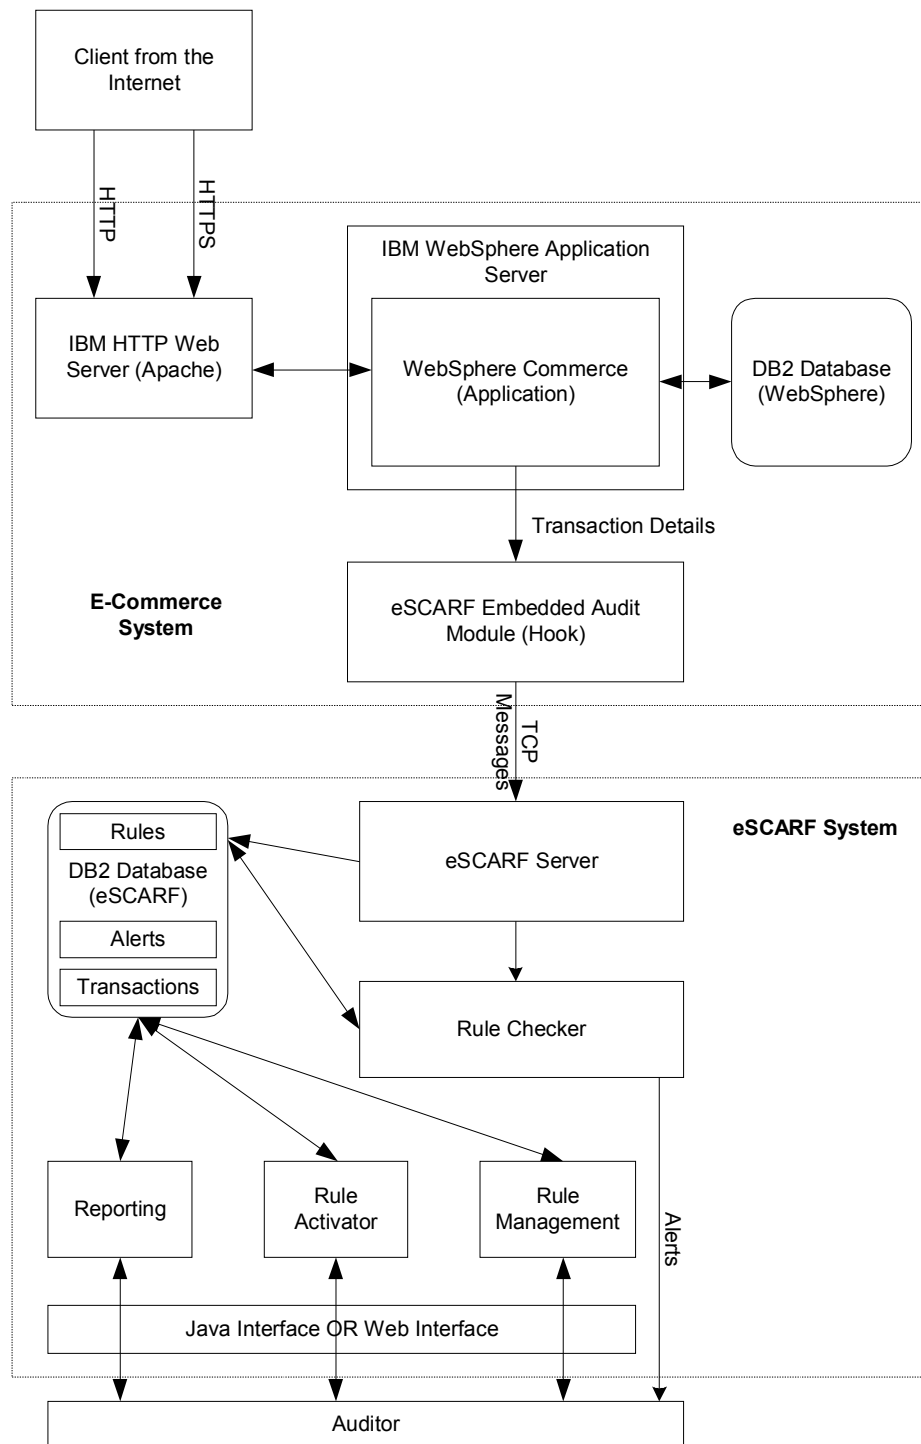 Client from the
Internet
HTTP
HTTPS
IBM WebSphere Application
Server
IBM HTTP Web
Server (Apache)
WebSphere Commerce
(Application)
DB2 Database
(WebSphere)
Transaction Details
E-Commerce
System
eSCARF Embedded Audit
Module (Hook)
TCP
Messages
eSCARF System
Rules
DB2 Database
(eSCARF)
Alerts
Transactions
eSCARF Server
Rule Checker
Reporting
Rule
Activator
Rule
Management
Alerts
Java Interface OR Web Interface
Auditor